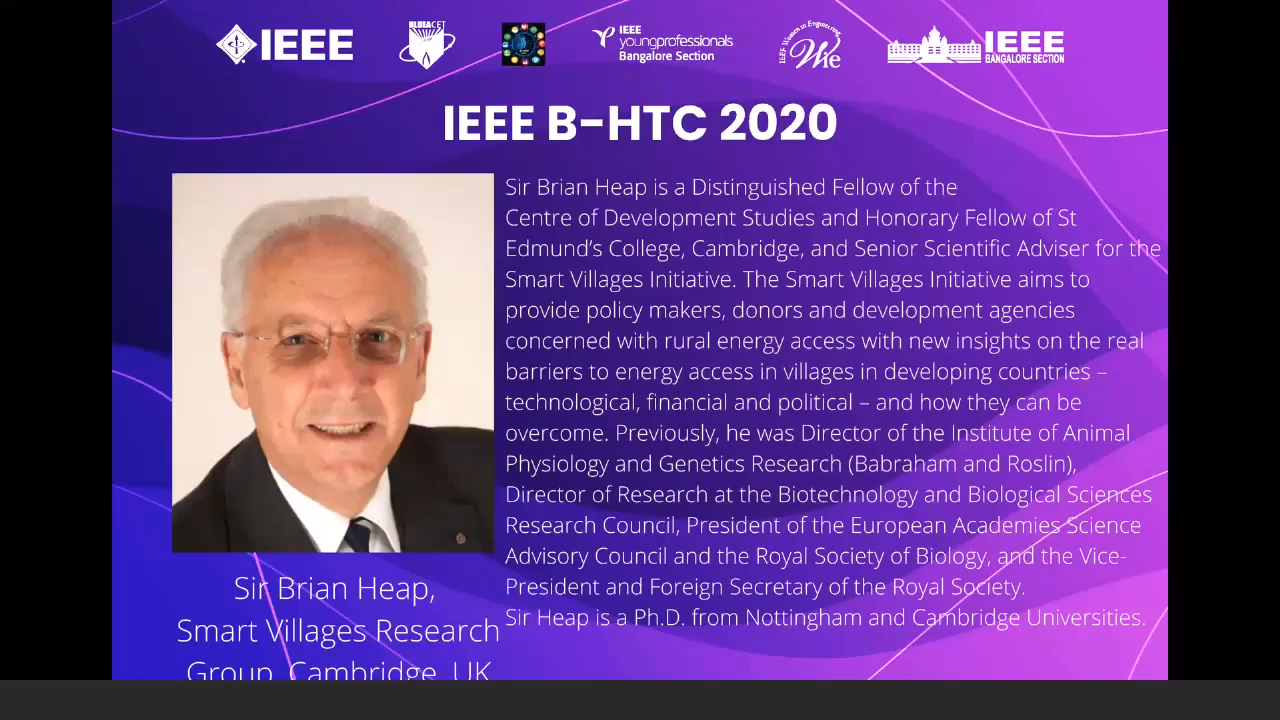 IEEE
BLDEACET
IEEE
youngprofessionals
Bangalore Section
IEEE Women in Engineering
Wie
IEEE
BANGALORE SECTION
IEEE B-HTC 2020
Sir Brian Heap is a Distinguished Fellow of the
Centre of Development Studies and Honorary Fellow of St
Edmund’s College, Cambridge, and Senior Scientific Adviser for the
Smart Villages Initiative. The Smart Villages Initiative aims to
provide policy makers, donors and development agencies
concerned with rural energy access with new insights on the real
barriers to energy access in villages in developing countries –
technological, financial and political – and how they can be
overcome. Previously, he was Director of the Institute of Animal
Physiology and Genetics Research (Babraham and Roslin),
Director of Research at the Biotechnology and Biological Sciences
Research Council, President of the European Academies Science
Advisory Council and the Royal Society of Biology, and the Vice-
President and Foreign Secretary of the Royal Society.
Sir Heap is a Ph.D. from Nottingham and Cambridge Universities.
Sir Brian Heap,
Smart Villages Research
Group, Cambridge, UK